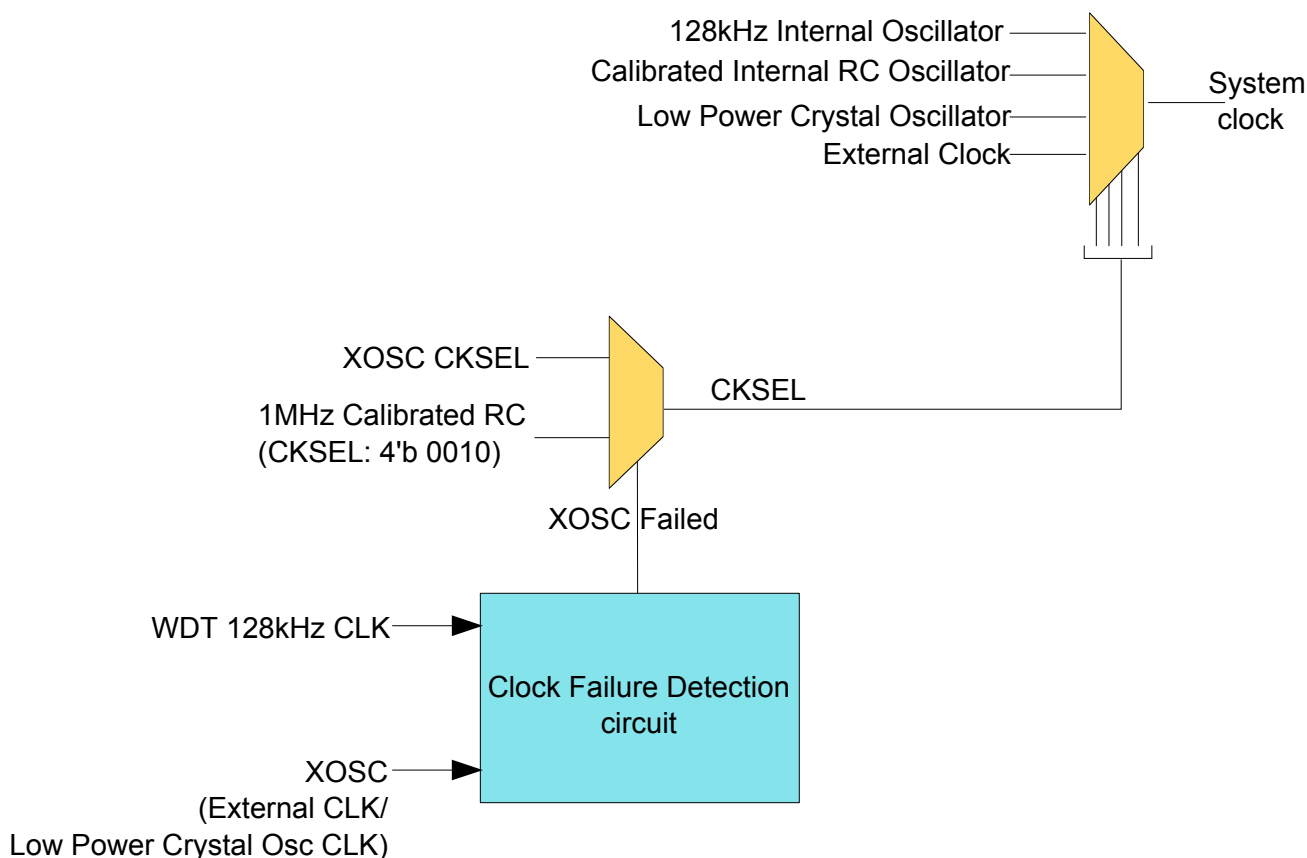 128kHz Internal Oscillator
Calibrated Internal RC Oscillator
Low Power Crystal Oscillator
External Clock
System
clock
XOSC CKSEL
1MHz Calibrated RC
(CKSEL: 4'b 0010)
CKSEL
XOSC Failed
WDT 128kHz CLK
Clock Failure Detection
circuit
XOSC
(External CLK/
Low Power Crystal Osc CLK)